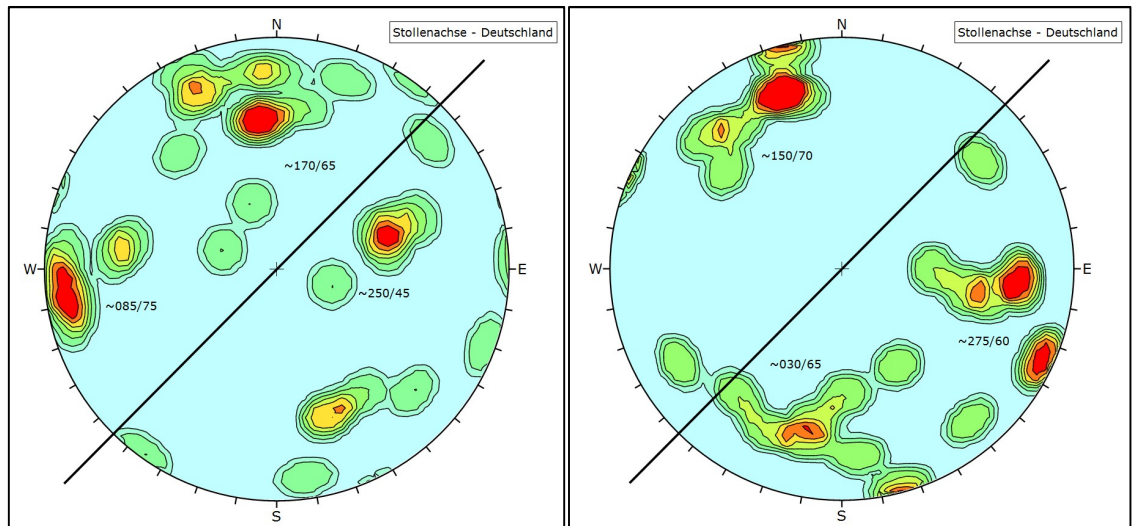 N
Stollenachse - Deutschland
~170/65
W
E
~250/45
~085/75
S
N
Stollenachse - Deutschland
~150/70
W
E
~275/60
~030/65
S